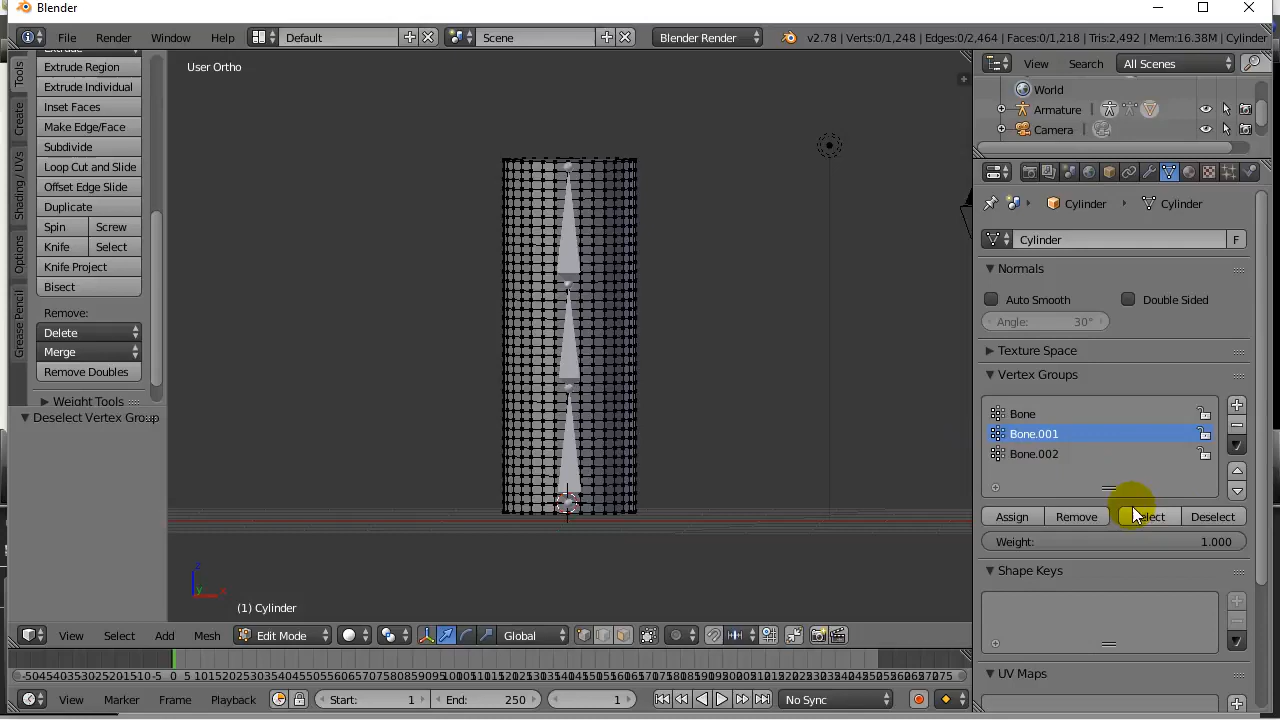 Blender
File Render Window Help Default Scene Blender Render v2.78 | Verts:0/1,248 | Edges:0/2,464 | Faces:0/1,218 | Tris:2,492 | Mem:16.38M | Cylinder
Tools
Create
Shading / UVs
Options
Grease Pencil
Extrude Region
Extrude Individual
Inset Faces
Make Edge/Face
Subdivide
Loop Cut and Slide
Offset Edge Slide
Duplicate
Spin Screw
Knife Select
Knife Project
Bisect
Remove:
Delete
Merge
Remove Doubles
Weight Tools
Deselect Vertex Group
User Ortho
z
y x
(1) Cylinder
View Search All Scenes
World
Armature
Camera
Cylinder Cylinder
Cylinder F
Normals
Auto Smooth Double Sided
Angle: 30°
Texture Space
Vertex Groups
Bone
Bone.001
Bone.002
Assign Remove Deselect
Weight: 1.000
Shape Keys
UV Maps
View Select Add Mesh Edit Mode Global
View Marker Frame Playback Start: 1 End: 250 1 No Sync